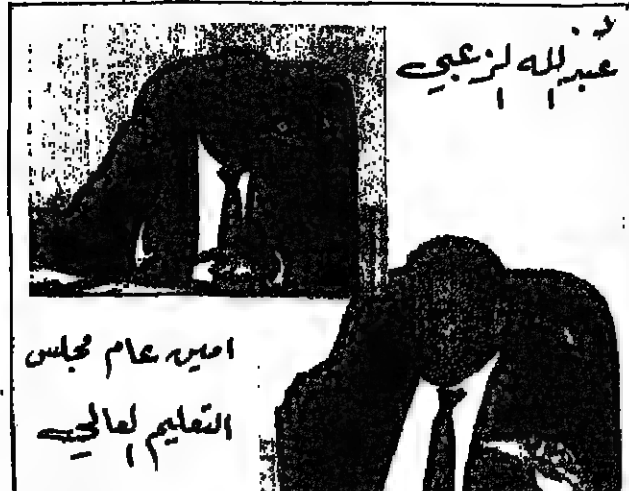 عبدالله الزعبي
امين عام مجلس
التعليم العالي